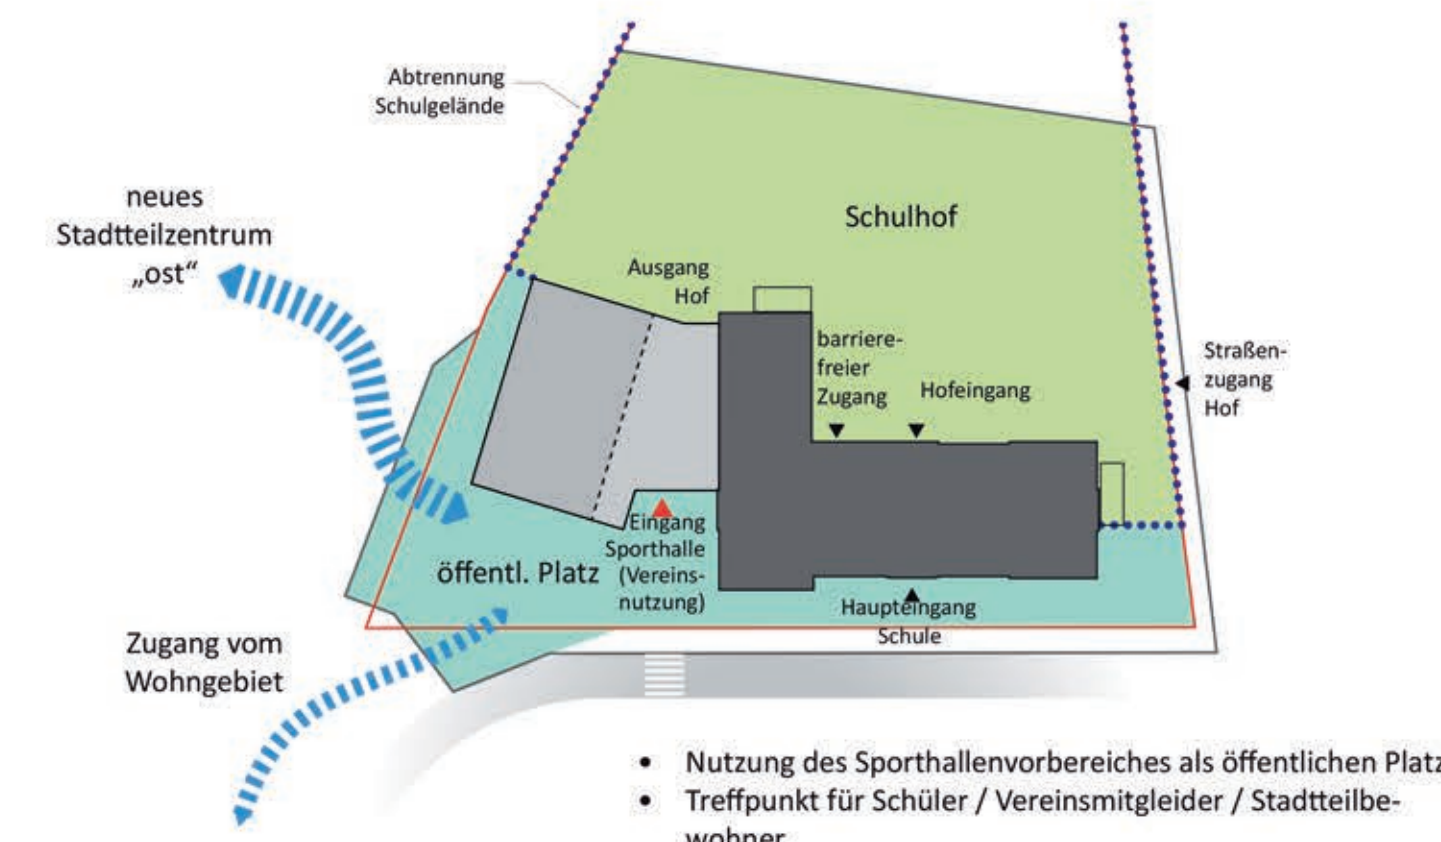 Abtrennung
Schulgelände
neues
Stadtteilzentrum
„ost“
Schulhof
Ausgang
Hof
barriere-
freier
Zugang
Hofeingang
Straßen-
zugang
Hof
Eingang
Sporthalle
(Vereins-
nutzung)
öffentl. Platz
Haupteingang
Schule
Zugang vom
Wohngebiet
• Nutzung des Sporthallenvorbereiches als öffentlichen Platz
• Treffpunkt für Schüler / Vereinsmitgleider / Stadtteilbe-
wohner